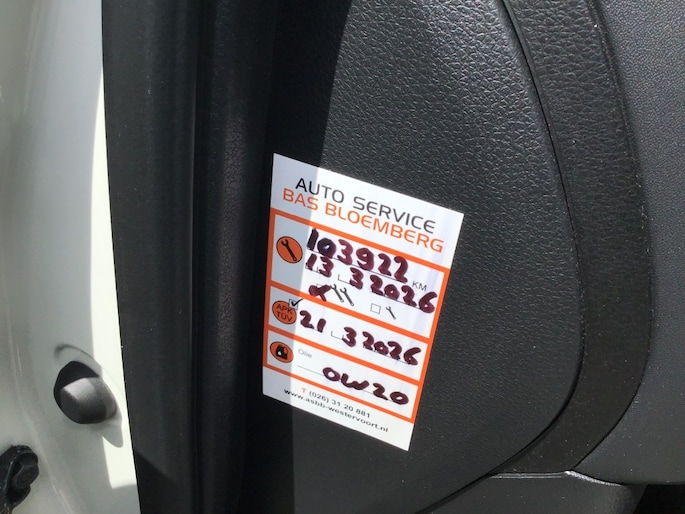 AUTO SERVICE
BAS BLOEMBERG
103922 KM
13 3 2026
APK TÜV
21 3 2026
Olie
0W20
T (026) 31 20 881
www.asbb-westervoort.nl